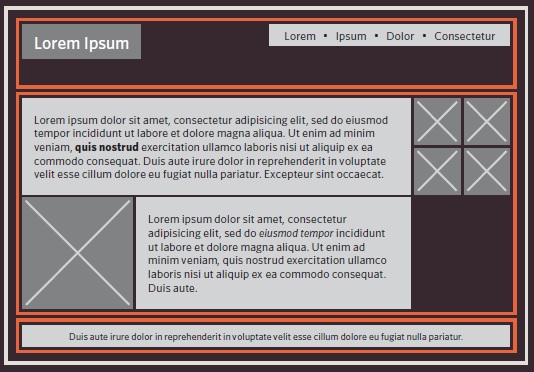 Lorem Ipsum
Lorem • Ipsum • Dolor • Consectetur
Lorem ipsum dolor sit amet, consectetur adipisicing elit, sed do eiusmod
tempor incididunt ut labore et dolore magna aliqua. Ut enim ad minim
veniam, quis nostrud exercitation ullamco laboris nisi ut aliquip ex ea
commodo consequat. Duis aute irure dolor in reprehenderit in voluptate
velit esse cillum dolore eu fugiat nulla pariatur. Excepteur sint occaecat.
Lorem ipsum dolor sit amet, consectetur
adipisicing elit, sed do eiusmod tempor incididunt
ut labore et dolore magna aliqua. Ut enim ad
minim veniam, quis nostrud exercitation ullamco
laboris nisi ut aliquip ex ea commodo consequat.
Duis aute.
Duis aute irure dolor in reprehenderit in voluptate velit esse cillum dolore eu fugiat nulla pariatur.